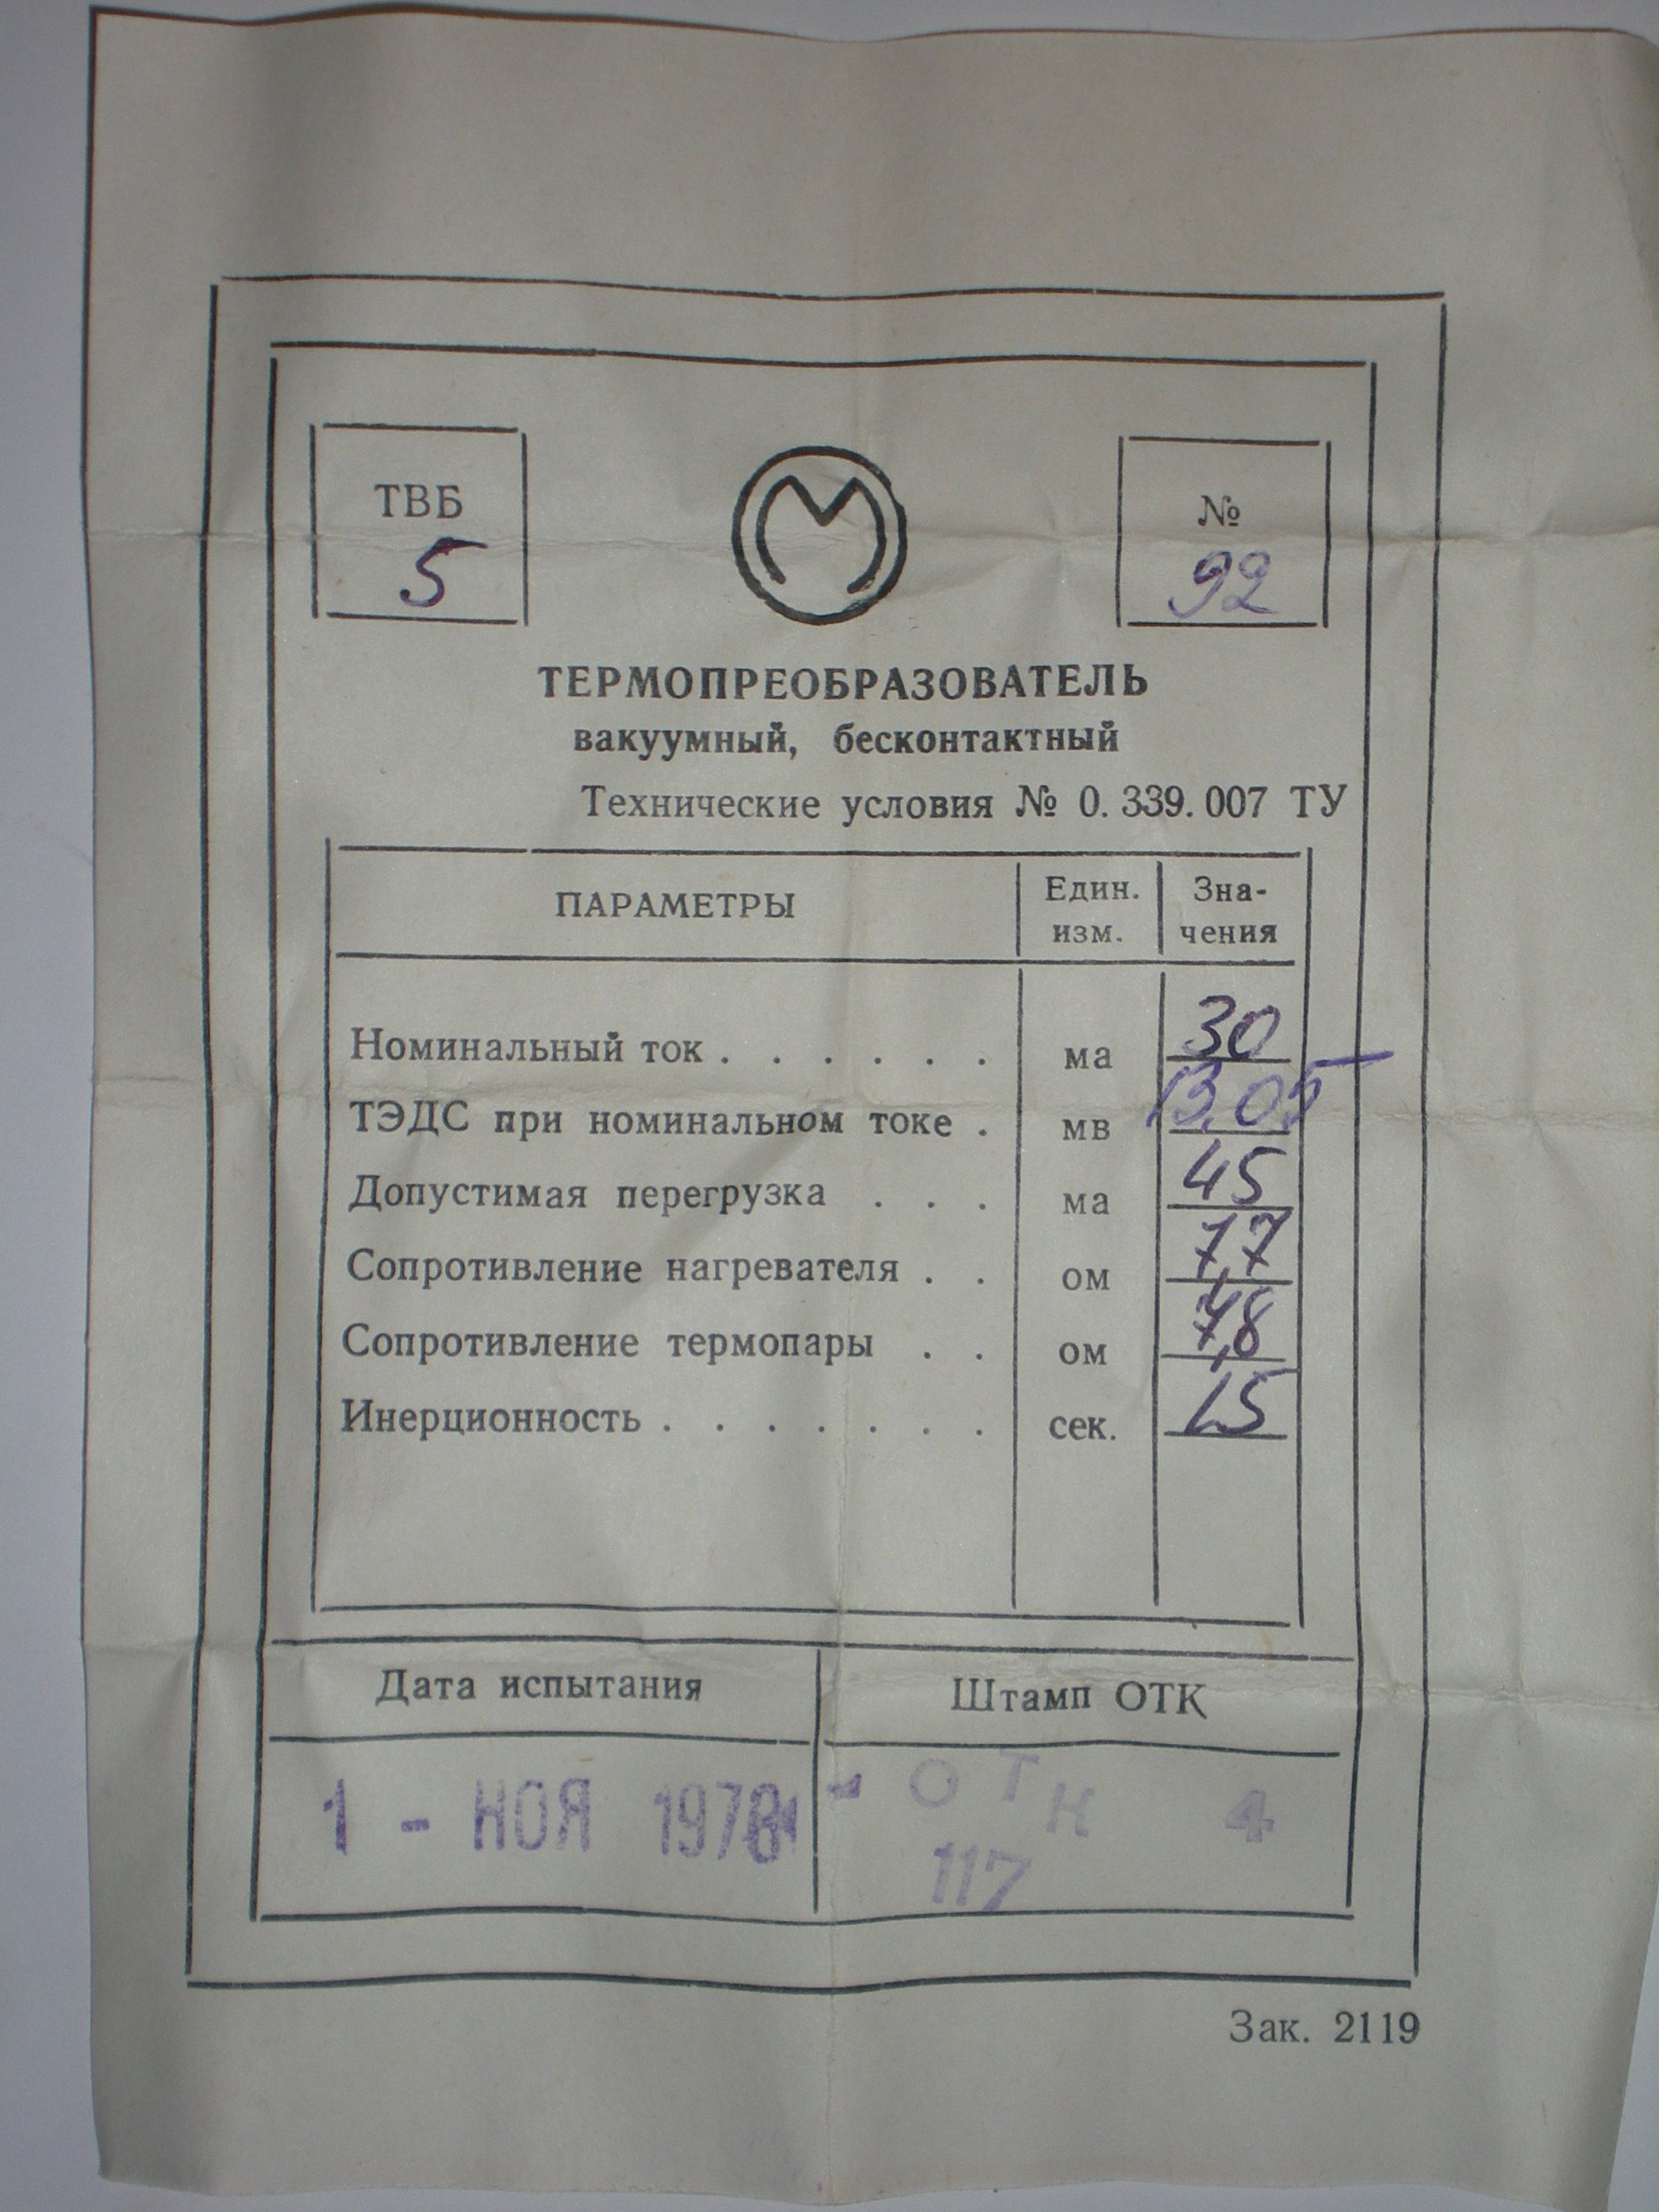 ТВБ
5
№
92
ТЕРМОПРЕОБРАЗОВАТЕЛЬ
вакуумный, бесконтактный
Технические условия № 0.339.007 ТУ
ПАРАМЕТРЫ Един. изм. Зна-
чения
Номинальный ток . . . . . . ма 30
ТЭДС при номинальном токе . мв 13,05
Допустимая перегрузка . . . ма 45
Сопротивление нагревателя . . ом 7,7
Сопротивление термопары . . ом 7,8
Инерционность . . . . . . . сек. 15
Дата испытания Штамп ОТК
1 - НОЯ 1978 ОТК 4
117
Зак. 2119